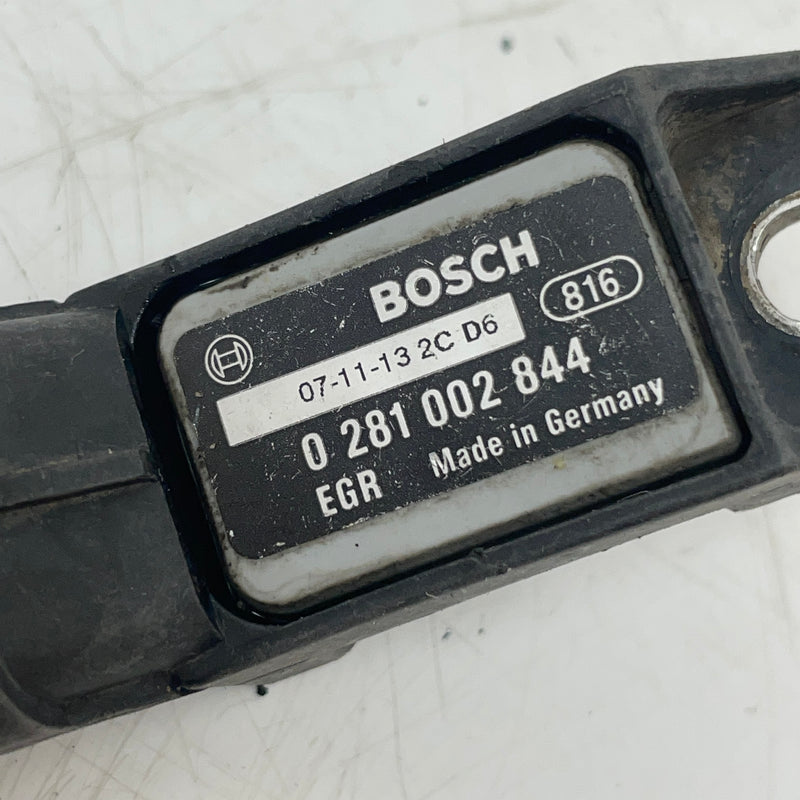 BOSCH
816
07-11-13 2C D6
0 281 002 844
EGR Made in Germany